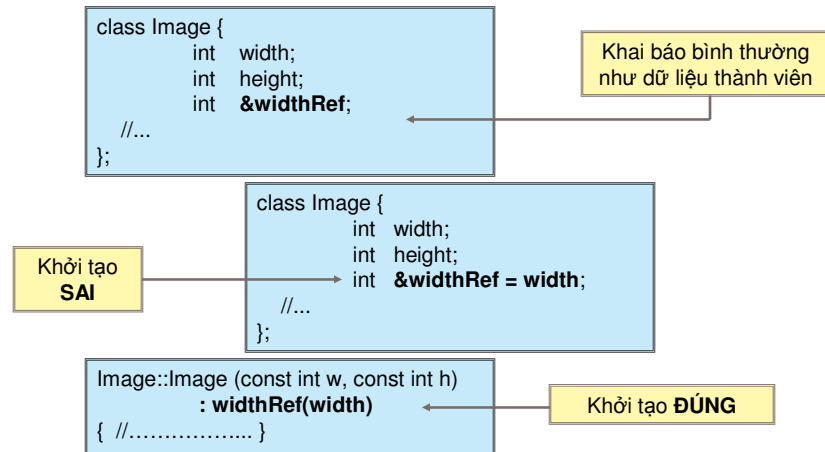 class Image {
int width;
int height;
int &widthRef;
//...
};
Khai báo bình thường
như dữ liệu thành viên
class Image {
int width;
int height;
int &widthRef = width;
//...
};
Khởi tạo
SAI
Image::Image (const int w, const int h)
: widthRef(width)
{ //……………... }
Khởi tạo ĐÚNG